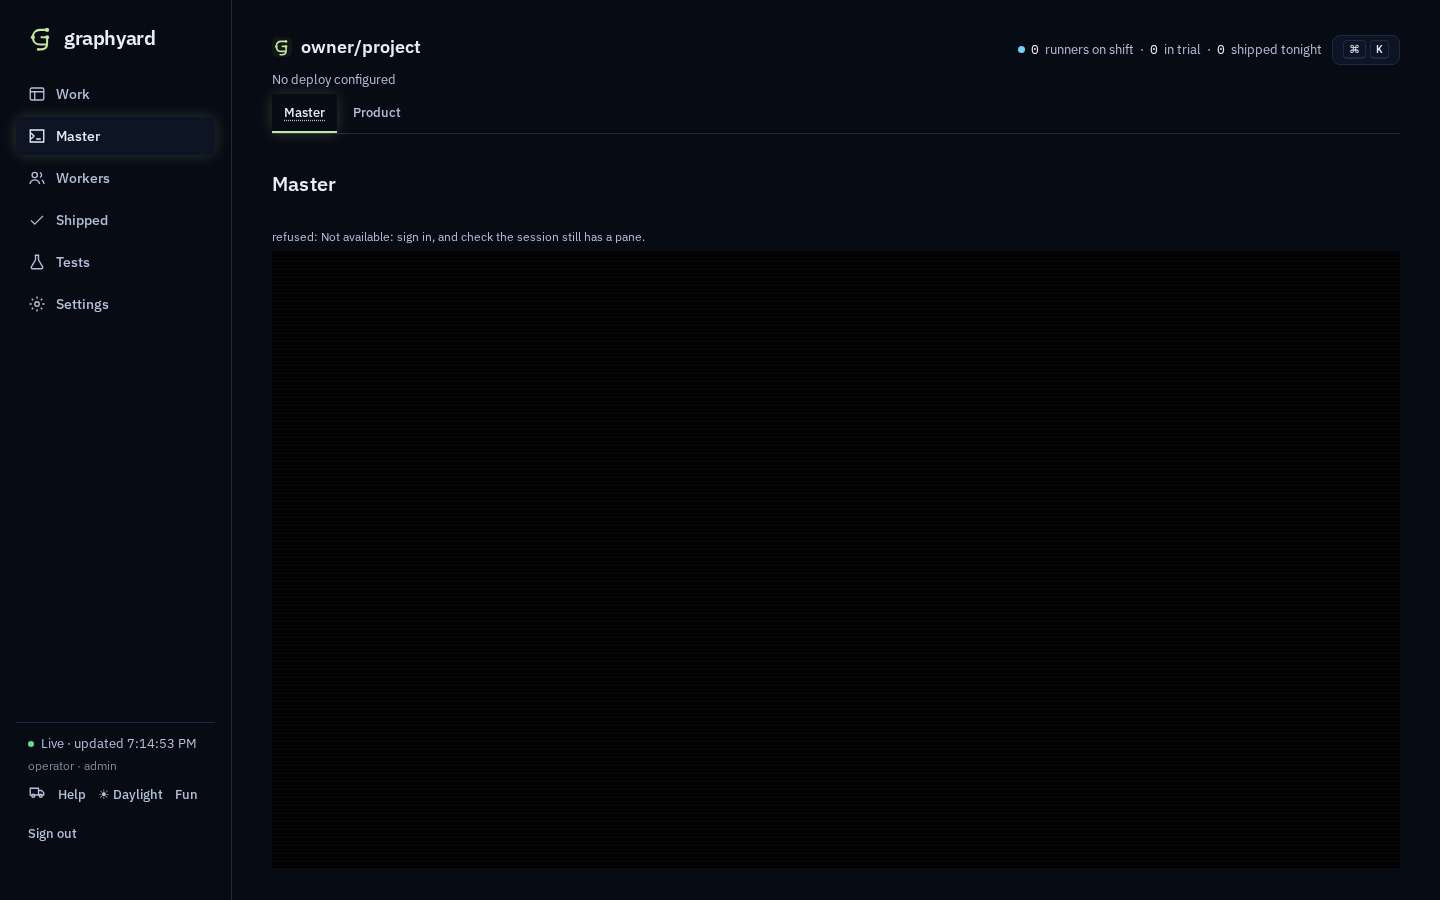 graphyard
Work
Master
Workers
Shipped
Tests
Settings
Live · updated 7:14:53 PM
operator · admin
Help ☀ Daylight Fun
Sign out
owner/project
0 runners on shift · 0 in trial · 0 shipped tonight ⌘ K
No deploy configured
Master Product
Master
refused: Not available: sign in, and check the session still has a pane.